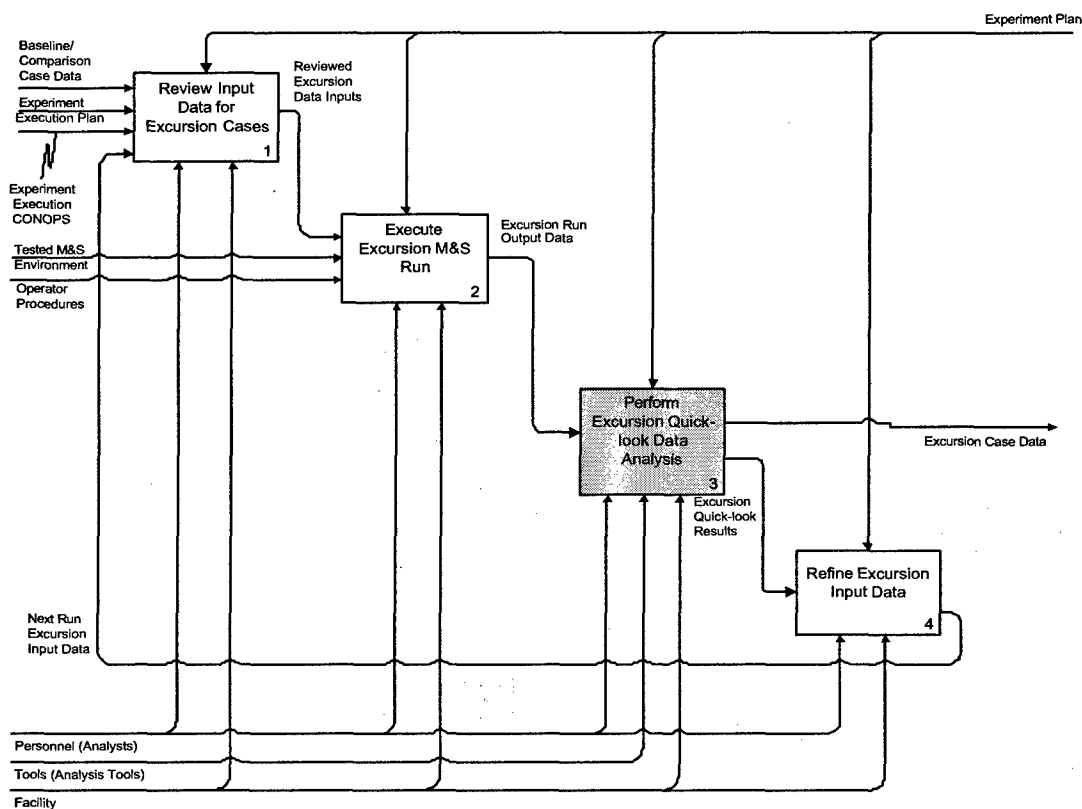 Experiment Plan
Baseline/
Comparison
Case Data
Experiment
Execution Plan
Experiment
Execution
CONOPS
Review Input
Data for
Excursion Cases
1
Reviewed
Excursion
Data Inputs
Tested M&S
Environment
Operator
Procedures
Execute
Excursion M&S
Run
2
Excursion Run
Output Data
Perform
Excursion Quick-
look Data
Analysis
3
Excursion Case Data
Excursion
Quick-look
Results
Refine Excursion
Input Data
4
Next Run
Excursion
Input Data
Personnel (Analysts)
Tools (Analysis Tools)
Facility